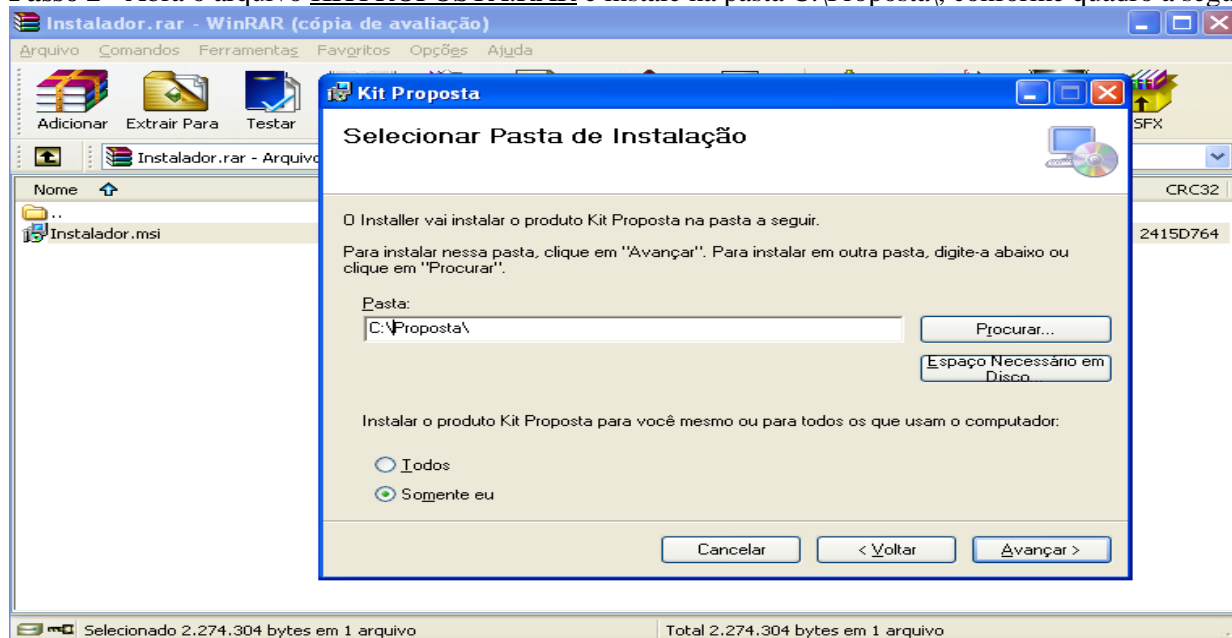 Instalador.rar - WinRAR (cópia de avaliação)
Arquivo Comandos Ferramentas Favoritos Opções Ajuda
Adicionar Extrair Para Testar SFX
Instalador.rar - Arquivo
Nome CRC32
..
Instalador.msi 2415D764
Kit Proposta
Selecionar Pasta de Instalação
O Installer vai instalar o produto Kit Proposta na pasta a seguir.
Para instalar nessa pasta, clique em "Avançar". Para instalar em outra pasta, digite-a abaixo ou
clique em "Procurar".
Pasta:
C:\Proposta\
Procurar...
Espaço Necessário em
Disco...
Instalar o produto Kit Proposta para você mesmo ou para todos os que usam o computador:
Todos
Somente eu
Cancelar < Voltar Avançar >
Selecionado 2.274.304 bytes em 1 arquivo Total 2.274.304 bytes em 1 arquivo